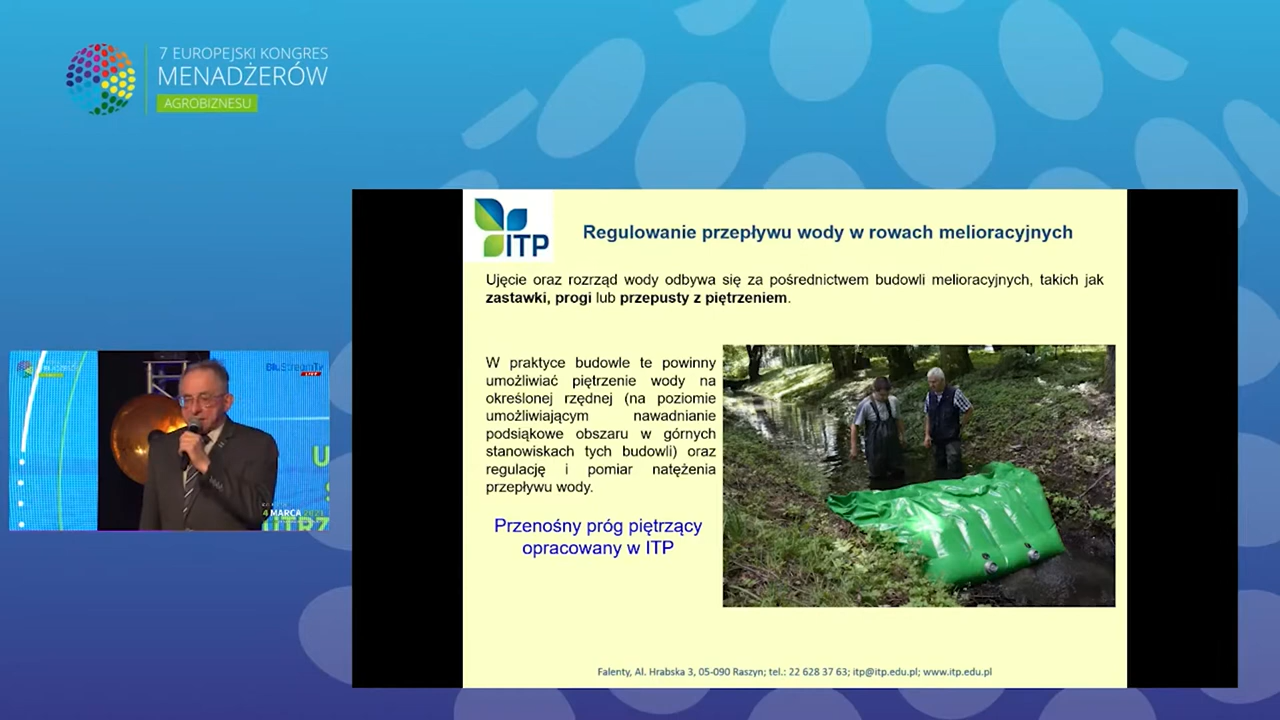 7 EUROPEJSKI KONGRES
MENADŻERÓW
AGROBIZNESU
ITP
Regulowanie przepływu wody w rowach melioracyjnych
Ujęcie oraz rozrząd wody odbywa się za pośrednictwem budowli melioracyjnych, takich jak
zastawki, progi lub przepusty z piętrzeniem.
W praktyce budowle te powinny
umożliwiać piętrzenie wody na
określonej rzędnej (na poziomie
umożliwiającym nawadnianie
podsiąkowe obszaru w górnych
stanowiskach tych budowli) oraz
regulację i pomiar natężenia
przepływu wody.
Przenośny próg piętrzący
opracowany w ITP
Falenty, Al. Hrabska 3, 05-090 Raszyn; tel.: 22 628 37 63; itp@itp.edu.pl; www.itp.edu.pl
BluStreamTv
LIVE
4 MARCA